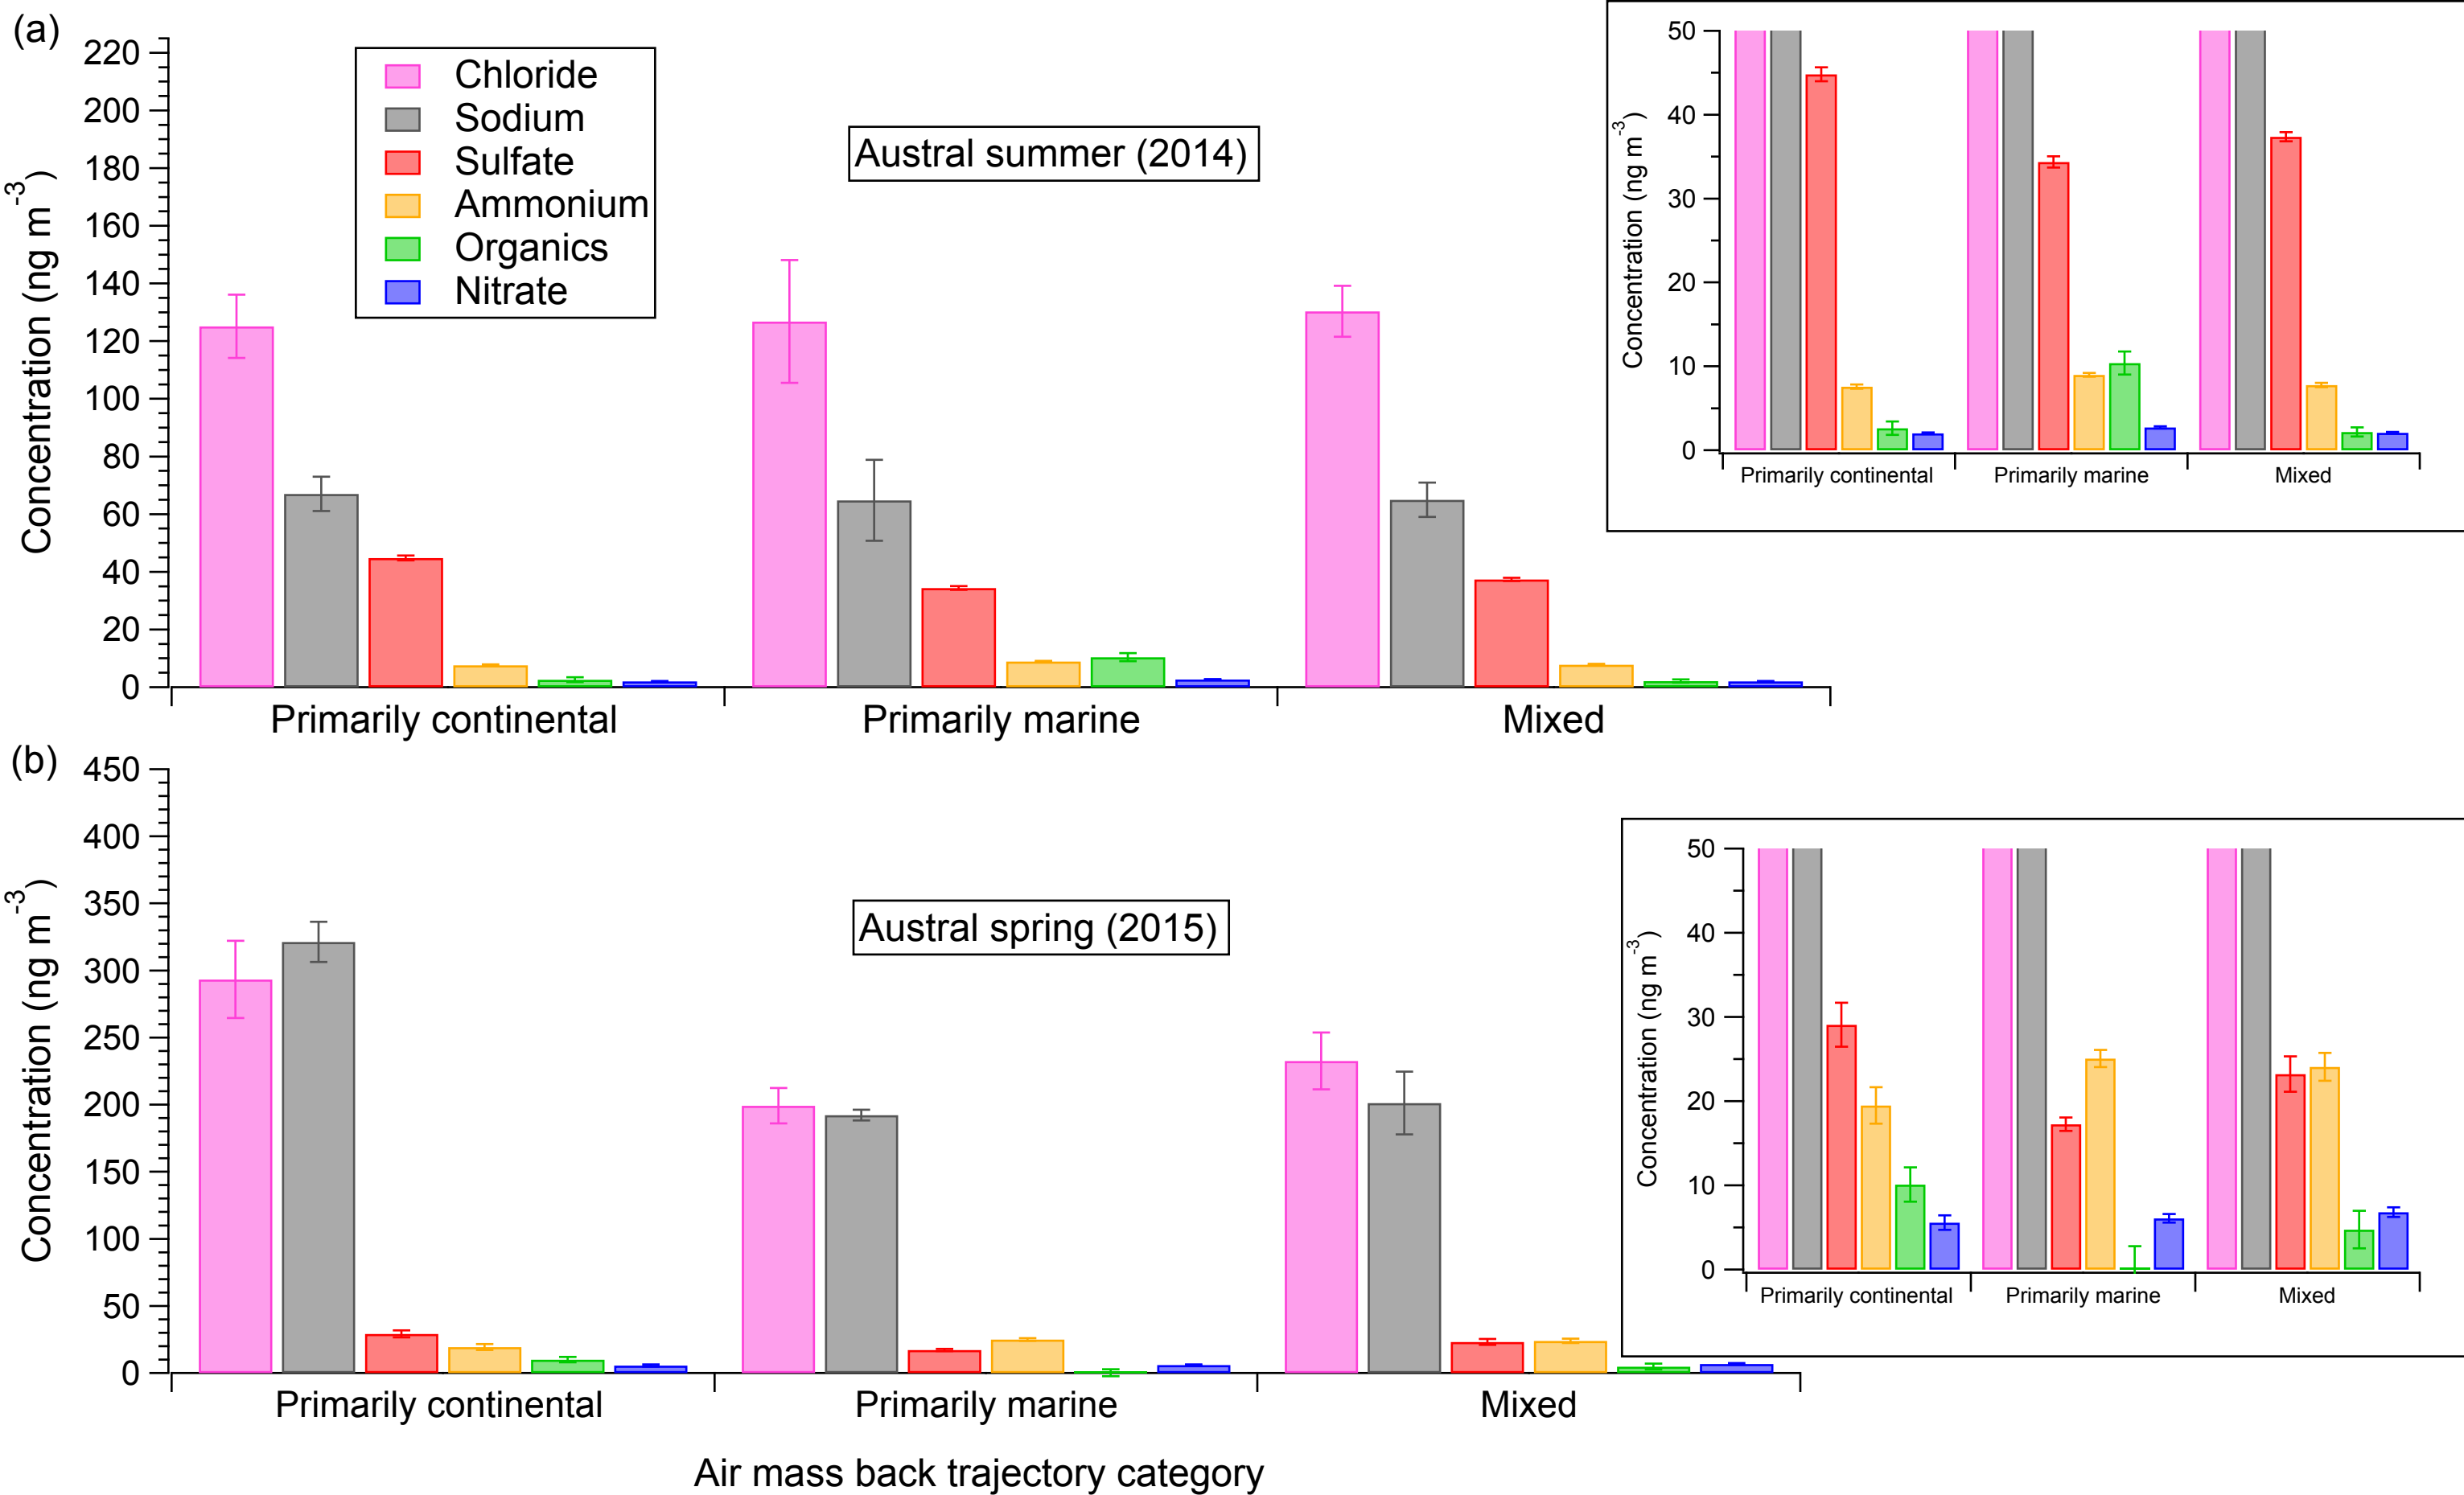 (a)
220
200
180
160
140
120
100
80
60
40
20
0
Concentration (ng m⁻³)
Chloride
Sodium
Sulfate
Ammonium
Organics
Nitrate
Austral summer (2014)
Primarily continental
Primarily marine
Mixed
50
40
30
20
10
0
Concentration (ng m⁻³)
Primarily continental
Primarily marine
Mixed
(b)
450
400
350
300
250
200
150
100
50
0
Concentration (ng m⁻³)
Austral spring (2015)
Primarily continental
Primarily marine
Mixed
50
40
30
20
10
0
Concentration (ng m⁻³)
Primarily continental
Primarily marine
Mixed
Air mass back trajectory category